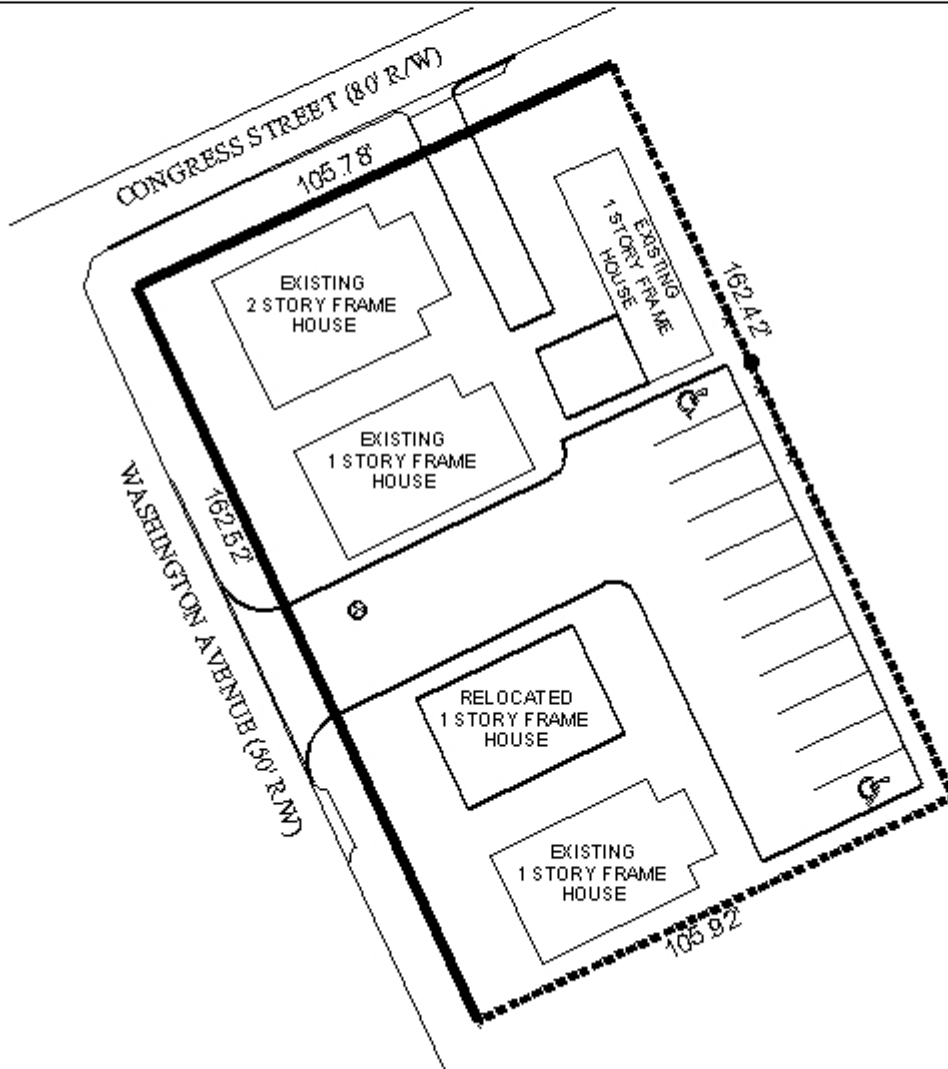 CONGRESS STREET (80' R/W)
105.78'
EXISTING
2 STORY FRAME
HOUSE
EXISTING
1 STORY FRAME
HOUSE
162.42'
EXISTING
1 STORY FRAME
HOUSE
162.52'
WASHINGTON AVENUE (50' R/W)
RELOCATED
1 STORY FRAME
HOUSE
EXISTING
1 STORY FRAME
HOUSE
105.92'